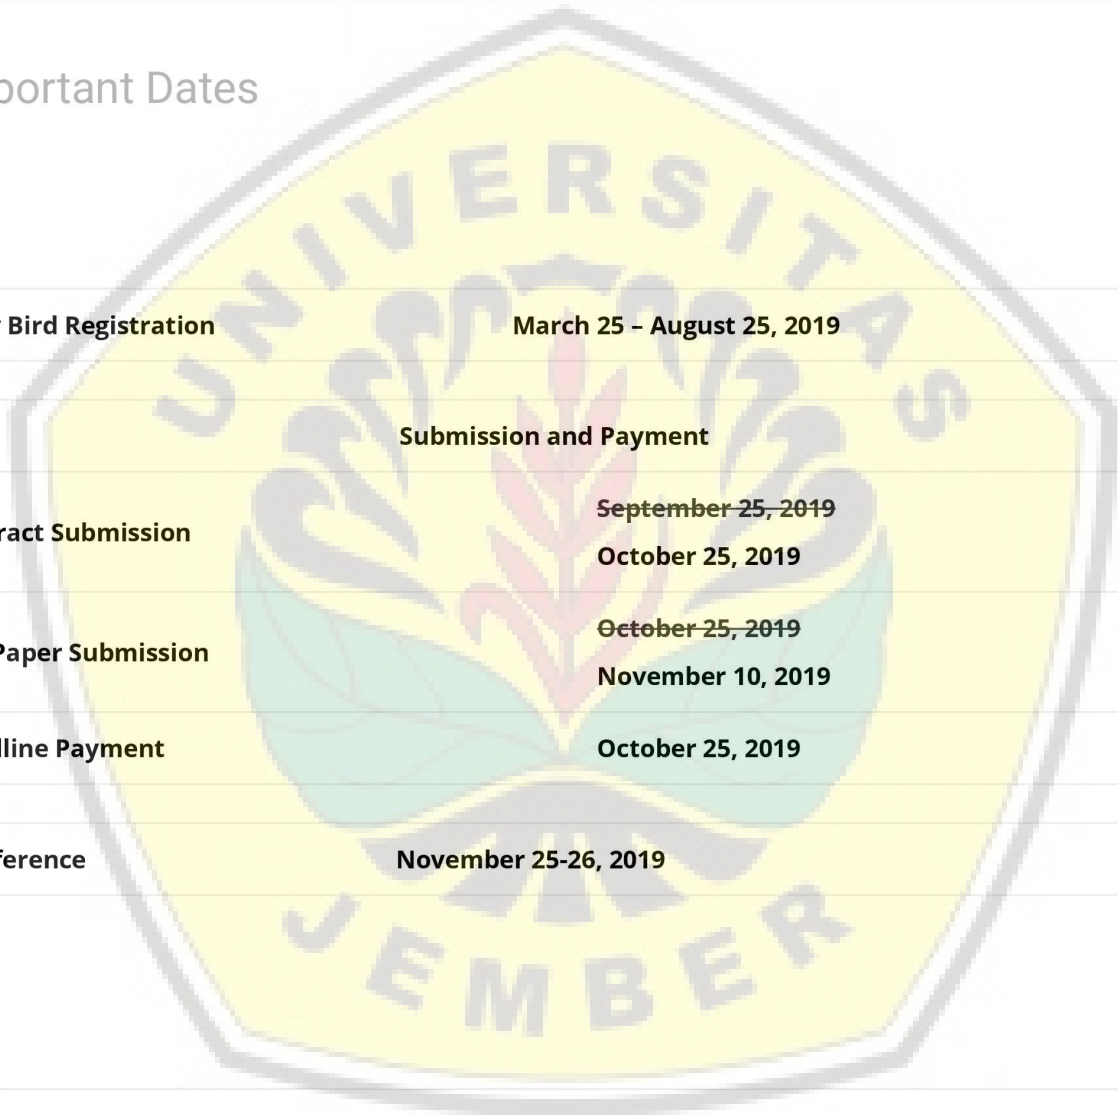 portant Dates
UNIVERSITAS
Bird Registration March 25 – August 25, 2019
Submission and Payment
September 25, 2019
ract Submission
October 25, 2019
October 25, 2019
Paper Submission
November 10, 2019
lline Payment October 25, 2019
ference November 25-26, 2019
JEMBER